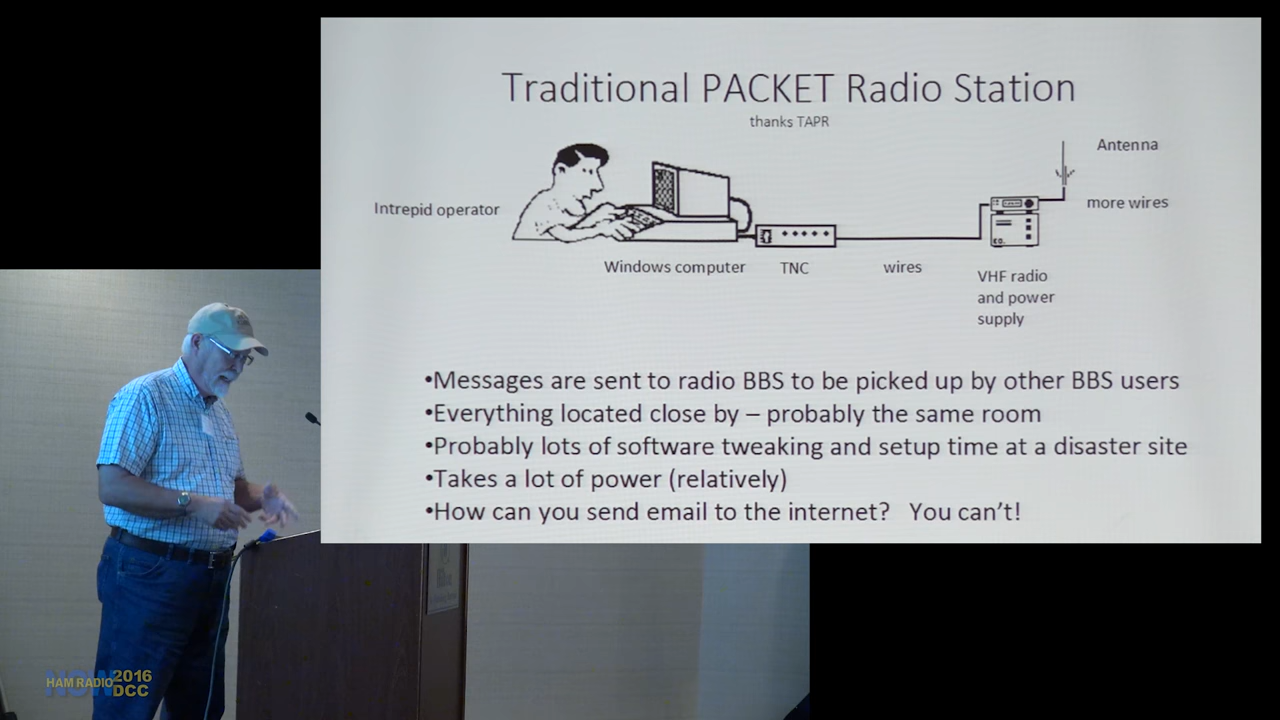 Traditional PACKET Radio Station
thanks TAPR
Antenna
Intrepid operator
more wires
Windows computer
TNC
wires
VHF radio
and power
supply
•Messages are sent to radio BBS to be picked up by other BBS users
•Everything located close by – probably the same room
•Probably lots of software tweaking and setup time at a disaster site
•Takes a lot of power (relatively)
•How can you send email to the internet?   You can't!
HAM RADIO
NOW
2016
DCC